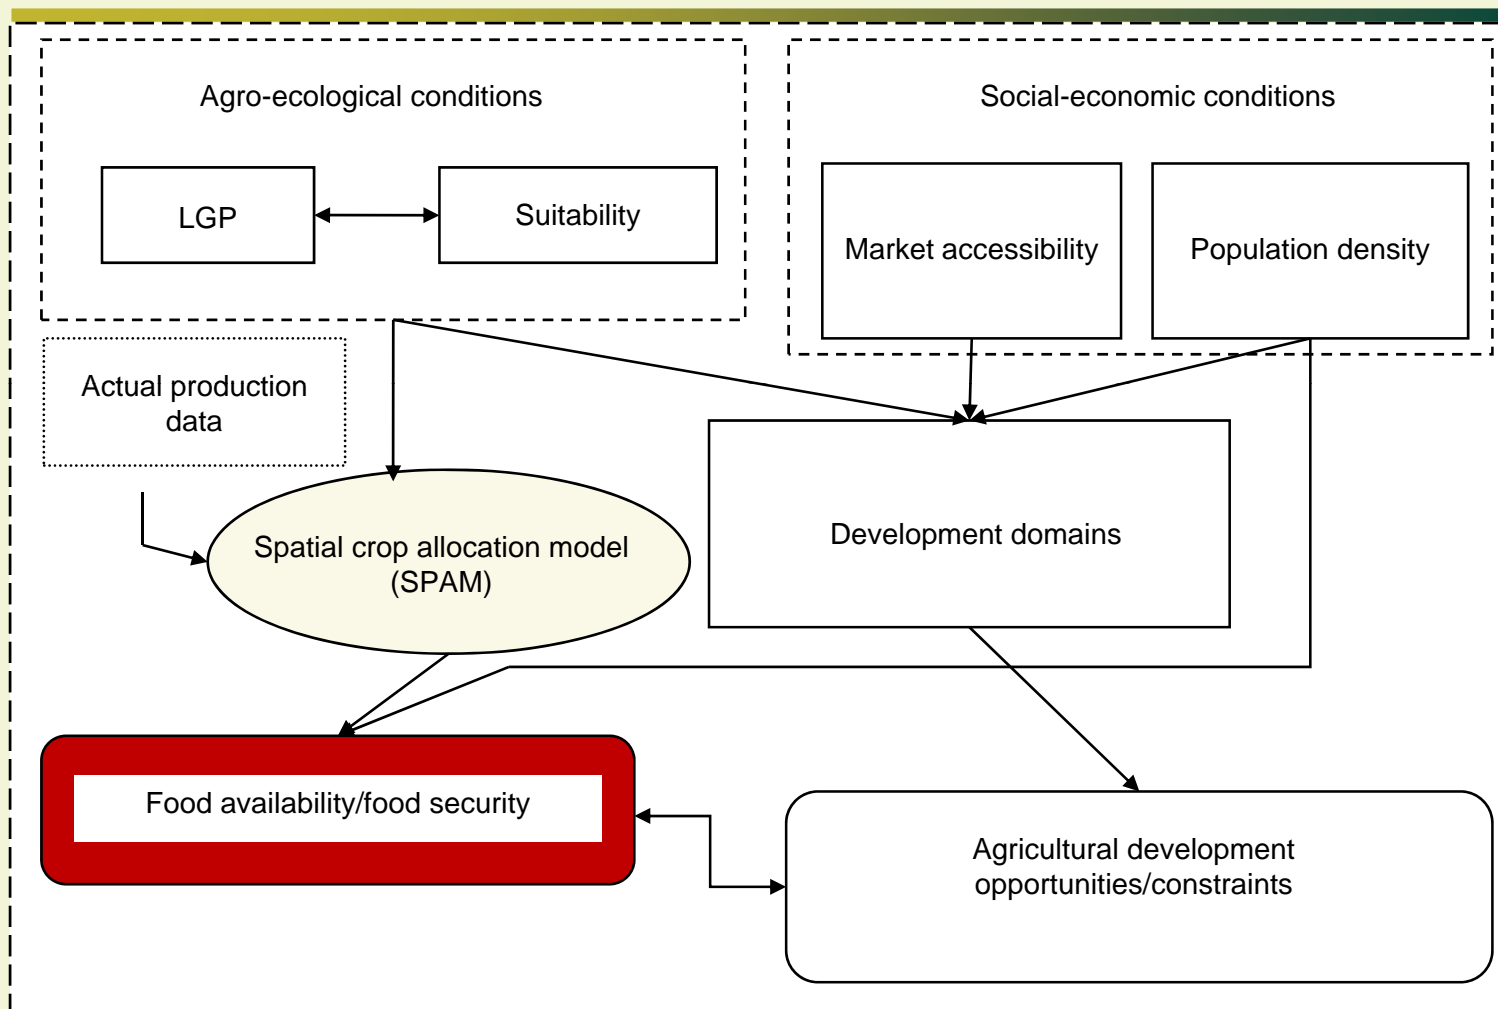 Agro-ecological conditions
Social-economic conditions
LGP
Suitability
Market accessibility
Population density
Actual production
data
Spatial crop allocation model
(SPAM)
Development domains
Food availability/food security
Agricultural development
opportunities/constraints